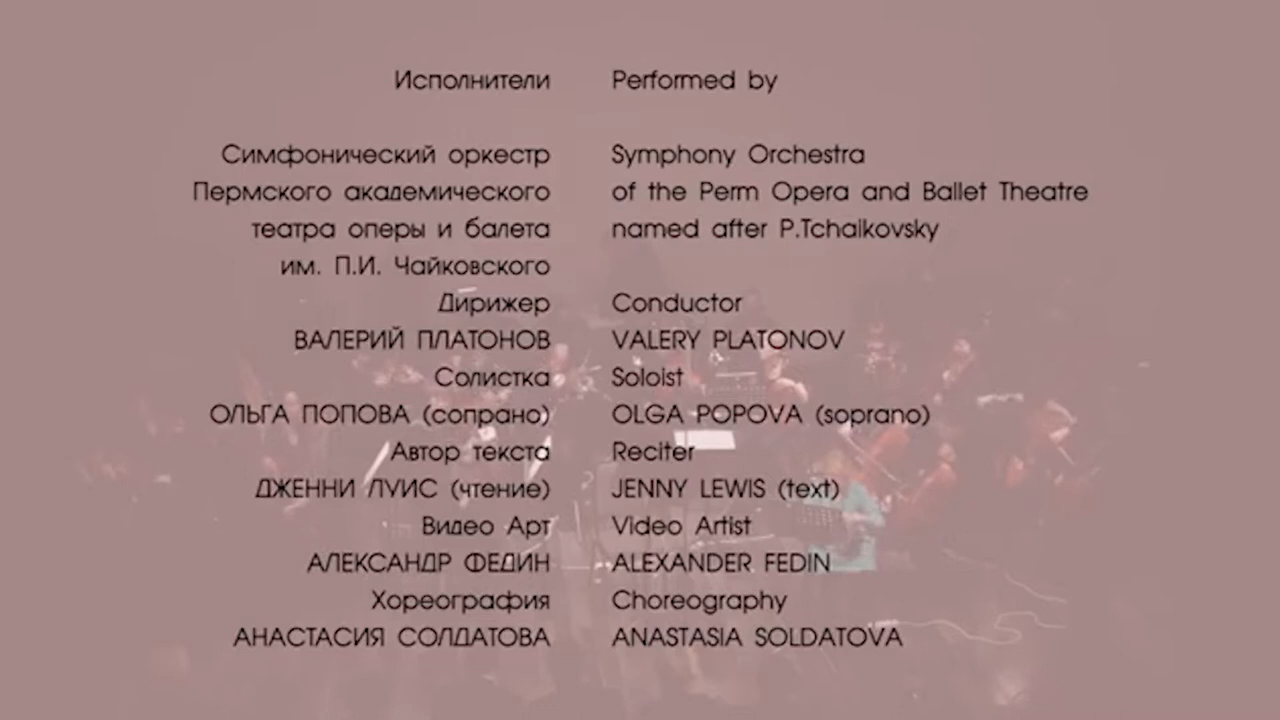 Исполнители Performed by
Симфонический оркестр Symphony Orchestra
Пермского академического of the Perm Opera and Ballet Theatre
театра оперы и балета named after P.Tchaikovsky
им. П.И. Чайковского
Дирижер Conductor
ВАЛЕРИЙ ПЛАТОНОВ VALERY PLATONOV
Солистка Soloist
ОЛЬГА ПОПОВА (сопрано) OLGA POPOVA (soprano)
Автор текста Reciter
ДЖЕННИ ЛУИС (чтение) JENNY LEWIS (text)
Видео Арт Video Artist
АЛЕКСАНДР ФЕДИН ALEXANDER FEDIN
Хореография Choreography
АНАСТАСИЯ СОЛДАТОВА ANASTASIA SOLDATOVA